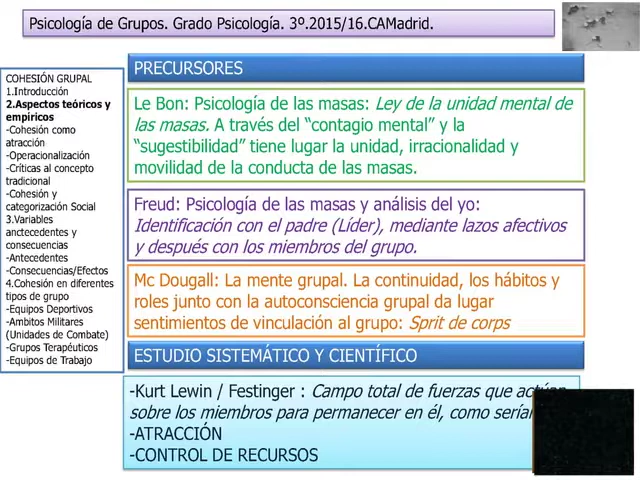 Psicología de Grupos. Grado Psicología. 3º.2015/16.CAMadrid.
COHESIÓN GRUPAL
1.Introducción
2.Aspectos teóricos y
empíricos
-Cohesión como
atracción
-Operacionalización
-Críticas al concepto
tradicional
-Cohesión y
categorización Social
3.Variables
anctecedentes y
consecuencias
-Antecedentes
-Consecuencias/Efectos
4.Cohesión en diferentes
tipos de grupo
-Equipos Deportivos
-Ambitos Militares
(Unidades de Combate)
-Grupos Terapéuticos
-Equipos de Trabajo
PRECURSORES
Le Bon: Psicología de las masas: Ley de la unidad mental de
las masas. A través del “contagio mental” y la
“sugestibilidad” tiene lugar la unidad, irracionalidad y
movilidad de la conducta de las masas.
Freud: Psicología de las masas y análisis del yo:
Identificación con el padre (Líder), mediante lazos afectivos
y después con los miembros del grupo.
Mc Dougall: La mente grupal. La continuidad, los hábitos y
roles junto con la autoconsciencia grupal da lugar
sentimientos de vinculación al grupo: Sprit de corps
ESTUDIO SISTEMÁTICO Y CIENTÍFICO
-Kurt Lewin / Festinger : Campo total de fuerzas que actúan
sobre los miembros para permanecer en él, como
-ATRACCIÓN
-CONTROL DE RECURSOS